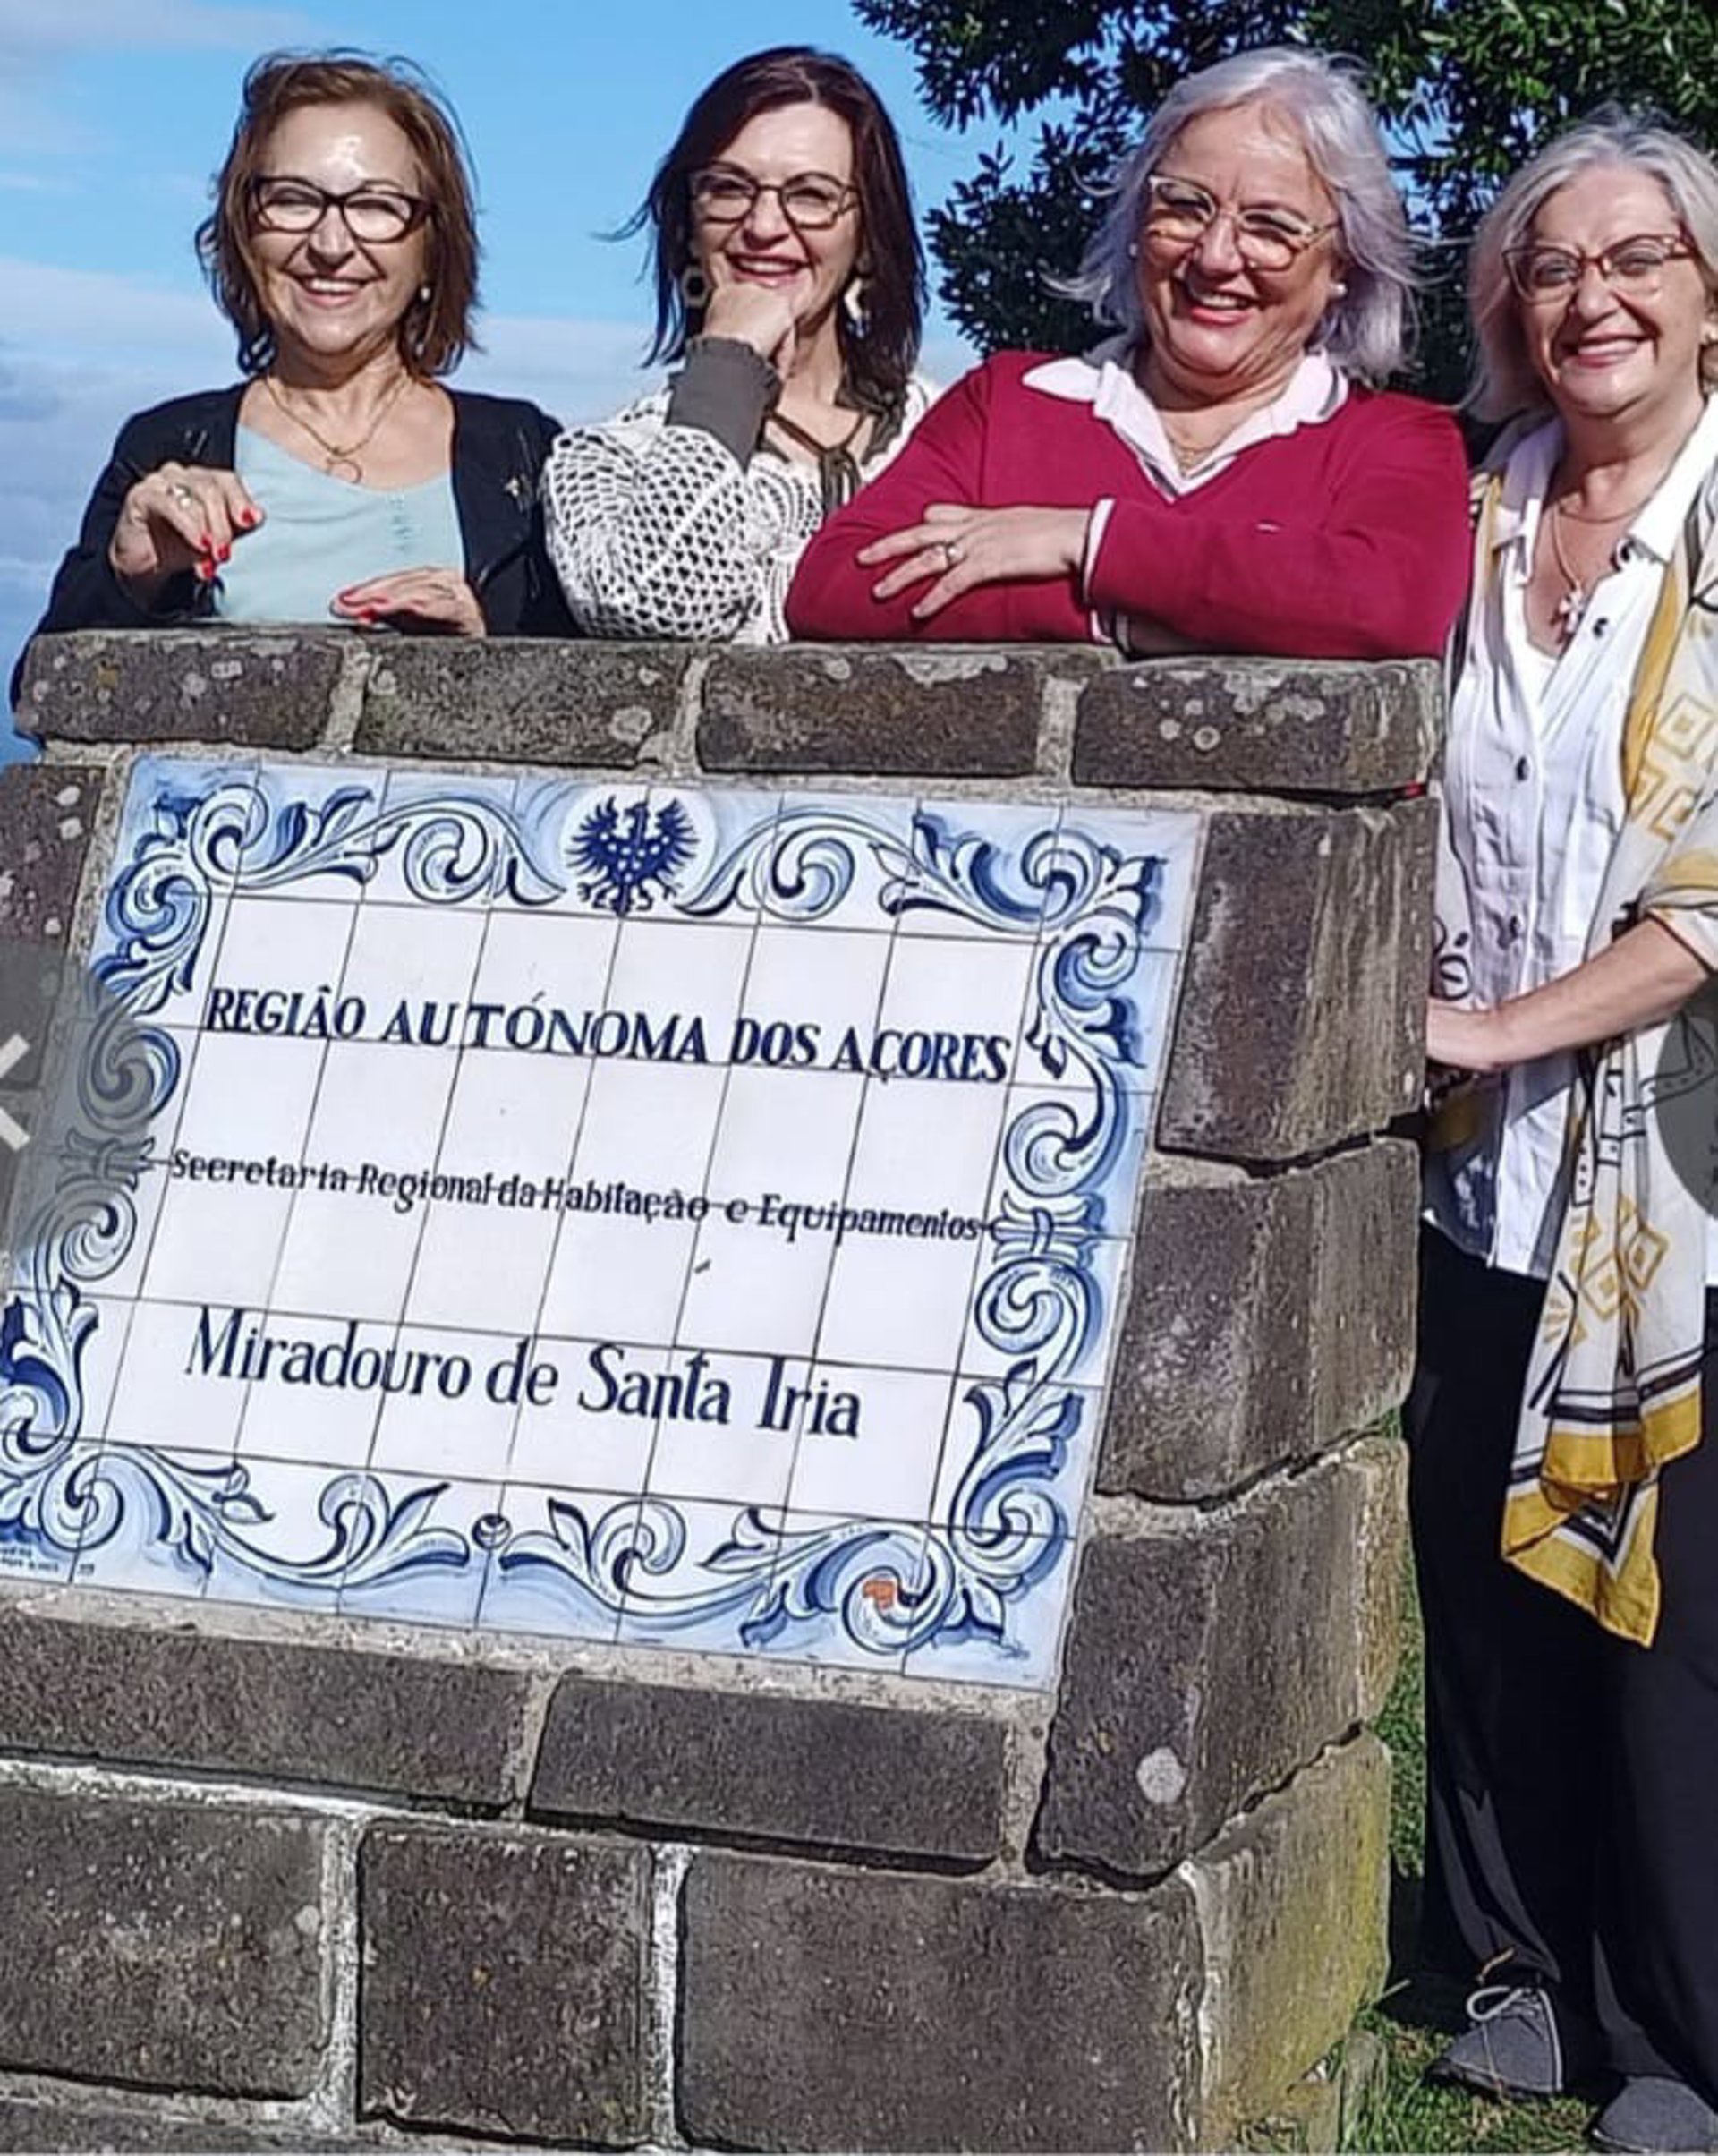 REGIÃO AUTÓNOMA DOS AÇORES
Secretaria Regional da Habitação e Equipamentos
Miradouro de Santa Iria